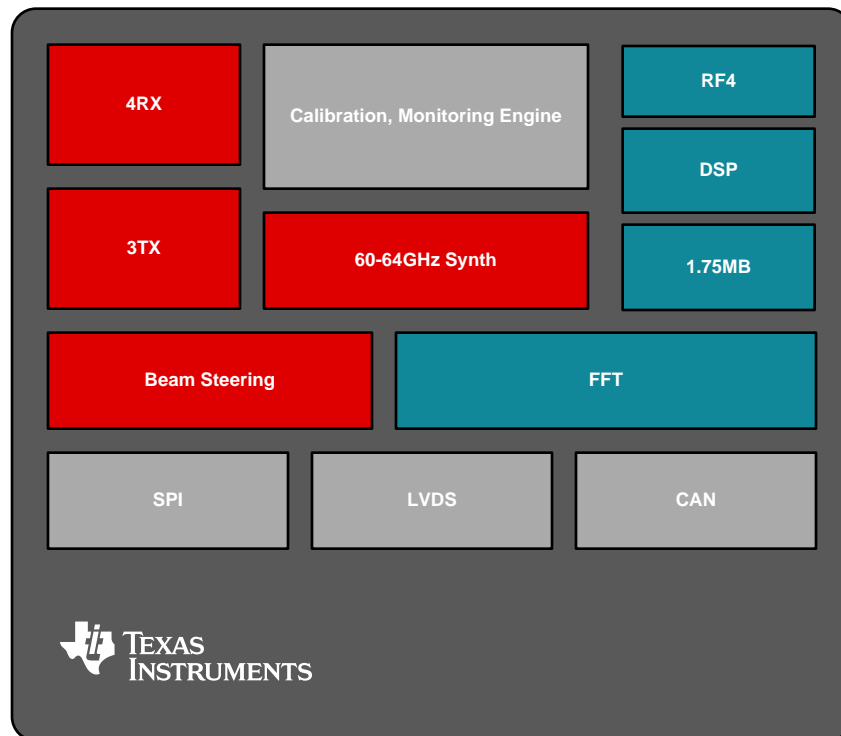 4RX
Calibration, Monitoring Engine
RF4
DSP
3TX
60-64GHz Synth
1.75MB
Beam Steering
FFT
SPI
LVDS
CAN
TEXAS
INSTRUMENTS